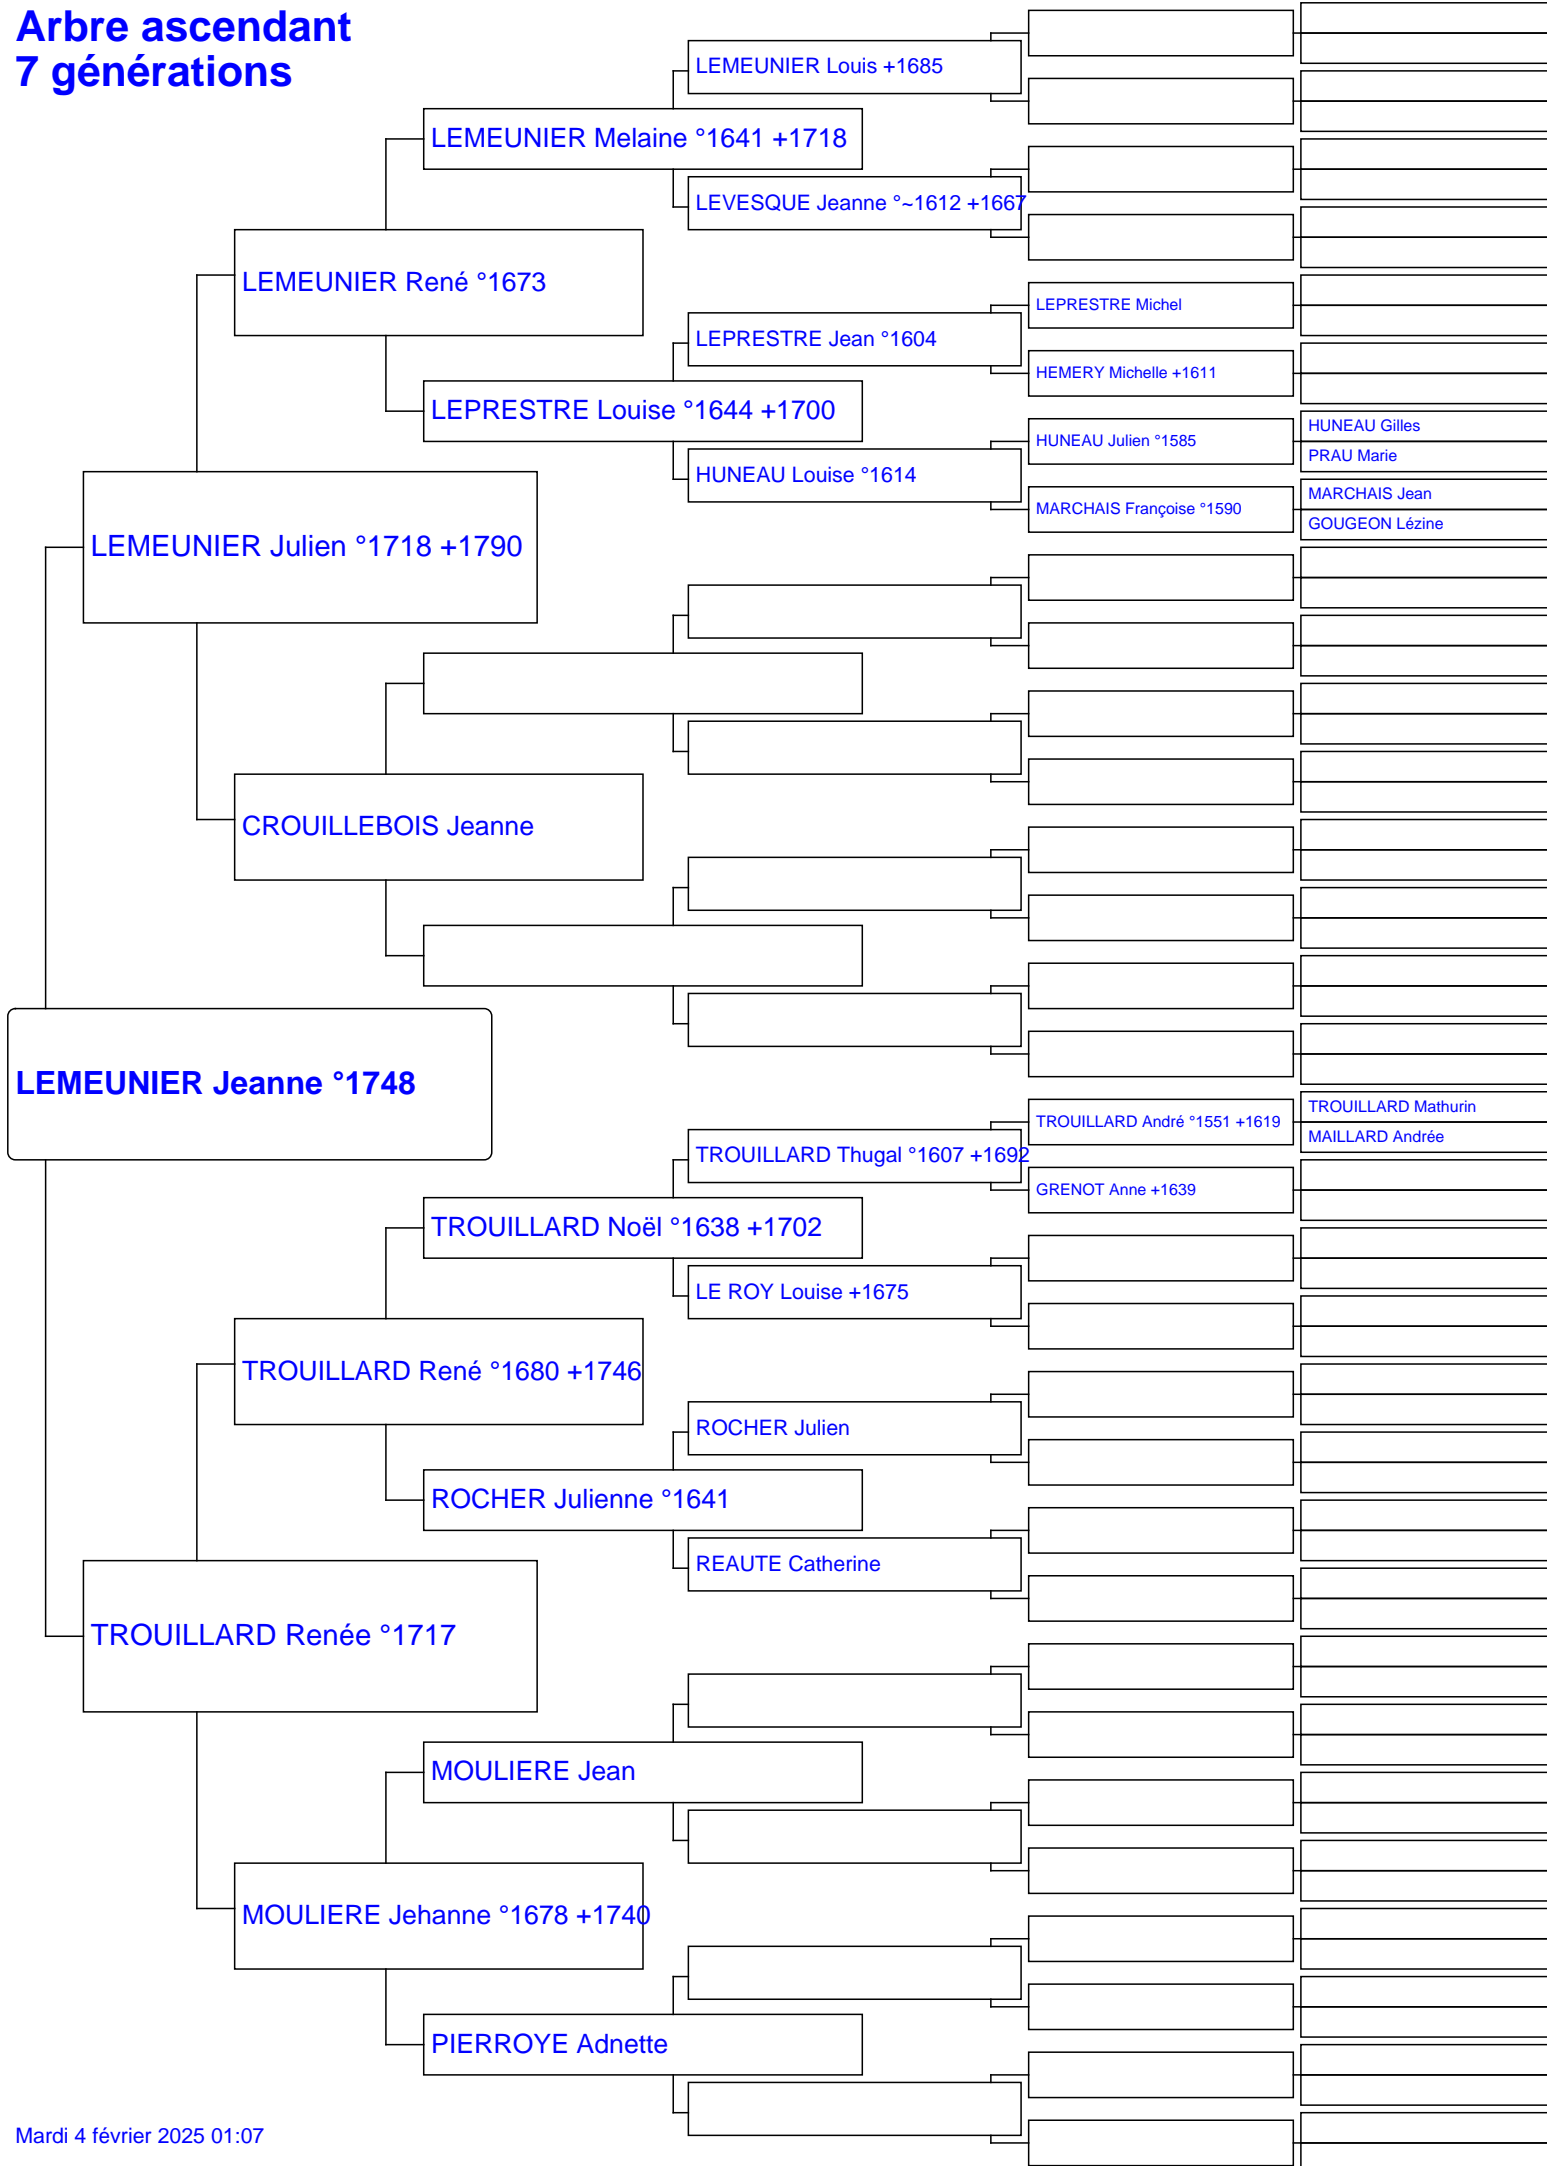 Arbre ascendant
7 générations
LEMEUNIER Louis +1685
LEMEUNIER Melaine °1641 +1718
LEVESQUE Jeanne °~1612 +1667
LEMEUNIER René °1673
LEPRESTRE Michel
LEPRESTRE Jean °1604
HEMERY Michelle +1611
LEPRESTRE Louise °1644 +1700
HUNEAU Gilles
HUNEAU Julien °1585
PRAU Marie
HUNEAU Louise °1614
MARCHAIS Jean
MARCHAIS Françoise °1590
GOUGEON Lézine
LEMEUNIER Julien °1718 +1790
CROUILLEBOIS Jeanne
LEMEUNIER Jeanne °1748
TROUILLARD Mathurin
TROUILLARD André °1551 +1619
MAILLARD Andrée
TROUILLARD Thugal °1607 +1692
GRENOT Anne +1639
TROUILLARD Noël °1638 +1702
LE ROY Louise +1675
TROUILLARD René °1680 +1746
ROCHER Julien
ROCHER Julienne °1641
REAUTE Catherine
TROUILLARD Renée °1717
MOULIERE Jean
MOULIERE Jehanne °1678 +1740
PIERROYE Adnette
Mardi 4 février 2025 01:07